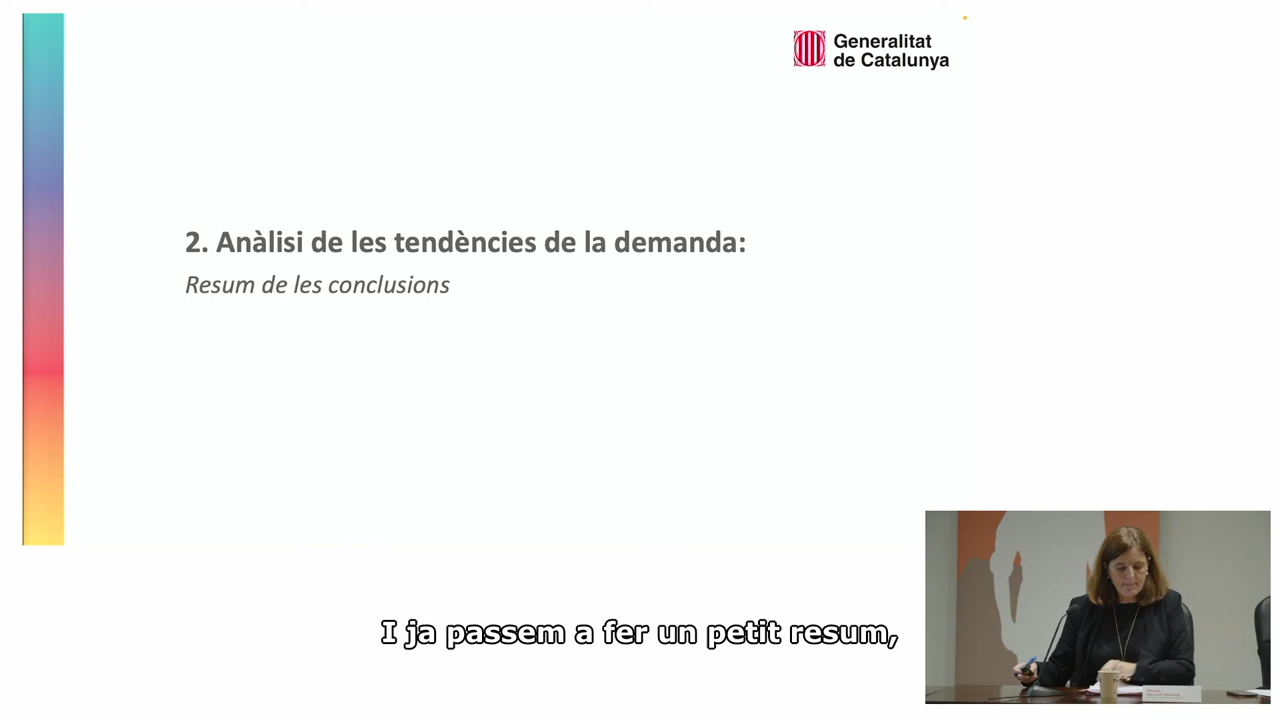 Generalitat
de Catalunya
2. Anàlisi de les tendències de la demanda:
Resum de les conclusions
I ja passem a fer un petit resum,